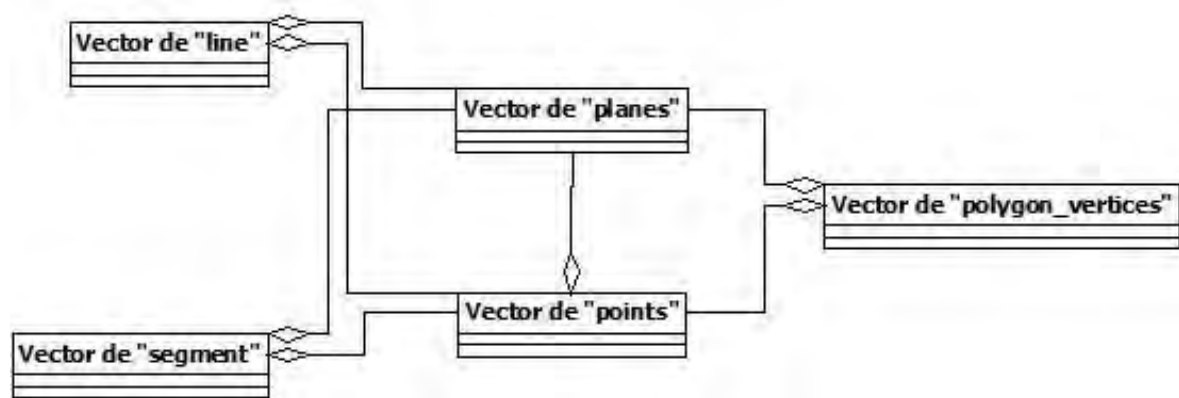 Vector de "line"
Vector de "planes"
Vector de "polygon_vertices"
Vector de "points"
Vector de "segment"